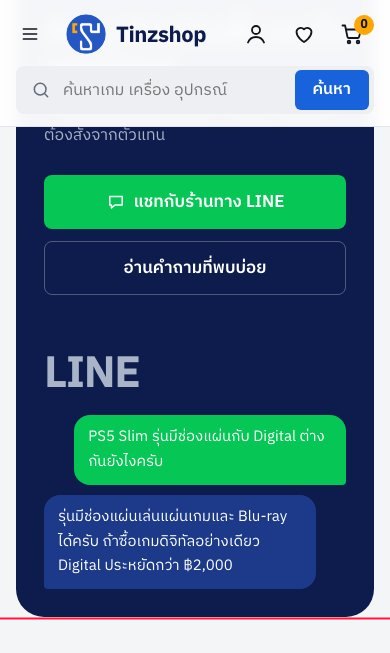 Tinzshop
0
ค้นหาเกม เครื่อง อุปกรณ์
ค้นหา
ต้องสั่งจากตัวแทน
แชทกับร้านทาง LINE
อ่านคำถามที่พบบ่อย
LINE
PS5 Slim รุ่นมีช่องแผ่นกับ Digital ต่าง
กันยังไงครับ
รุ่นมีช่องแผ่นเล่นแผ่นเกมและ Blu-ray
ได้ครับ ถ้าซื้อเกมดิจิทัลอย่างเดียว
Digital ประหยัดกว่า ฿2,000